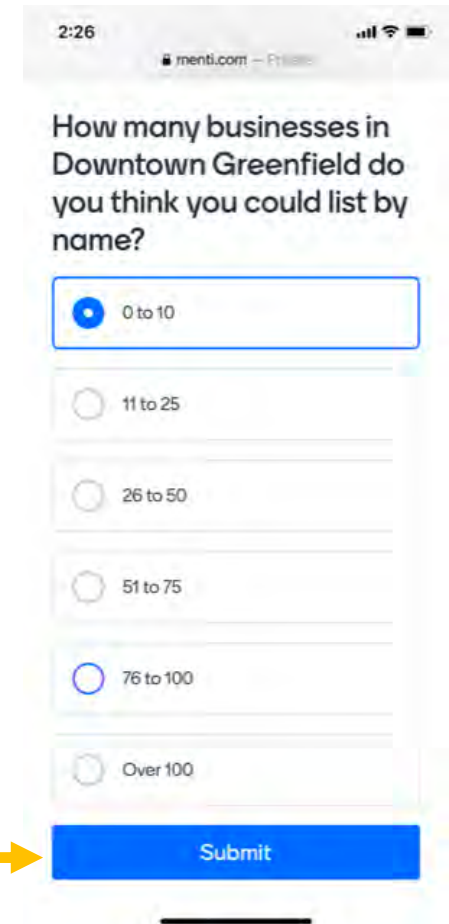 2:26
menti.com — Private
How many businesses in
Downtown Greenfield do
you think you could list by
name?
0 to 10
11 to 25
26 to 50
51 to 75
76 to 100
Over 100
Submit